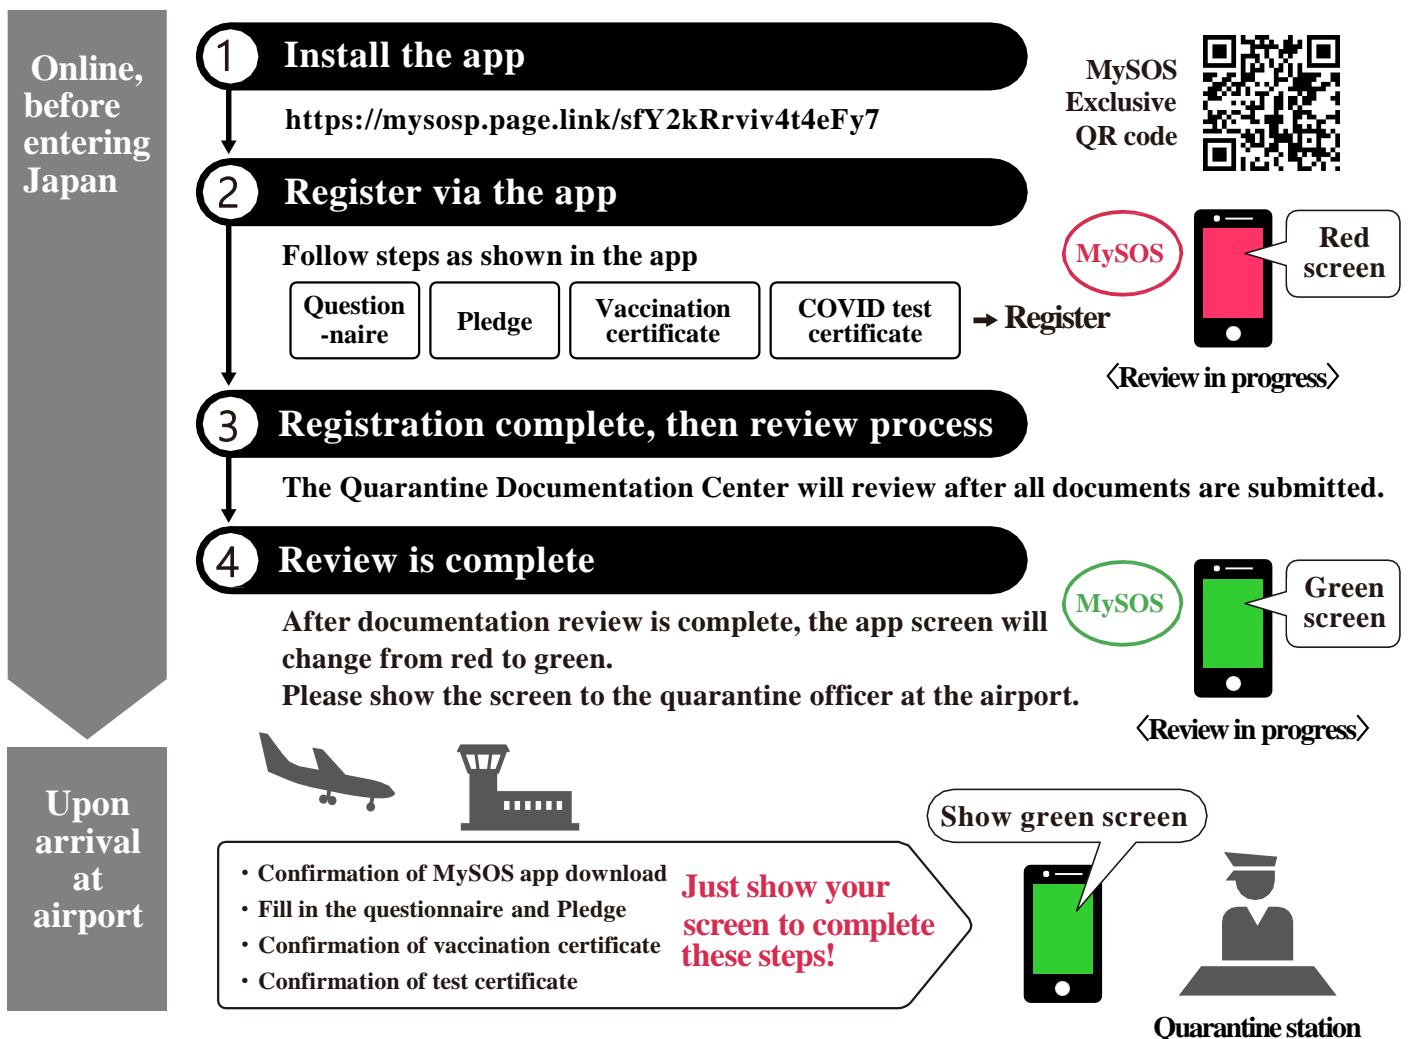 Online,
before
entering
Japan
1
Install the app
https://mysosp.page.link/sfY2kRrviv4t4eFy7
MySOS
Exclusive
QR code
2
Register via the app
Follow steps as shown in the app
Question
-naire
Pledge
Vaccination
certificate
COVID test
certificate
➞ Register
MySOS
Red
screen
〈Review in progress〉
3
Registration complete, then review process
The Quarantine Documentation Center will review after all documents are submitted.
4
Review is complete
After documentation review is complete, the app screen will
change from red to green.
Please show the screen to the quarantine officer at the airport.
MySOS
Green
screen
〈Review in progress〉
Upon
arrival
at
airport
・Confirmation of MySOS app download
・Fill in the questionnaire and Pledge
・Confirmation of vaccination certificate
・Confirmation of test certificate
Just show your
screen to complete
these steps!
Show green screen
Quarantine station